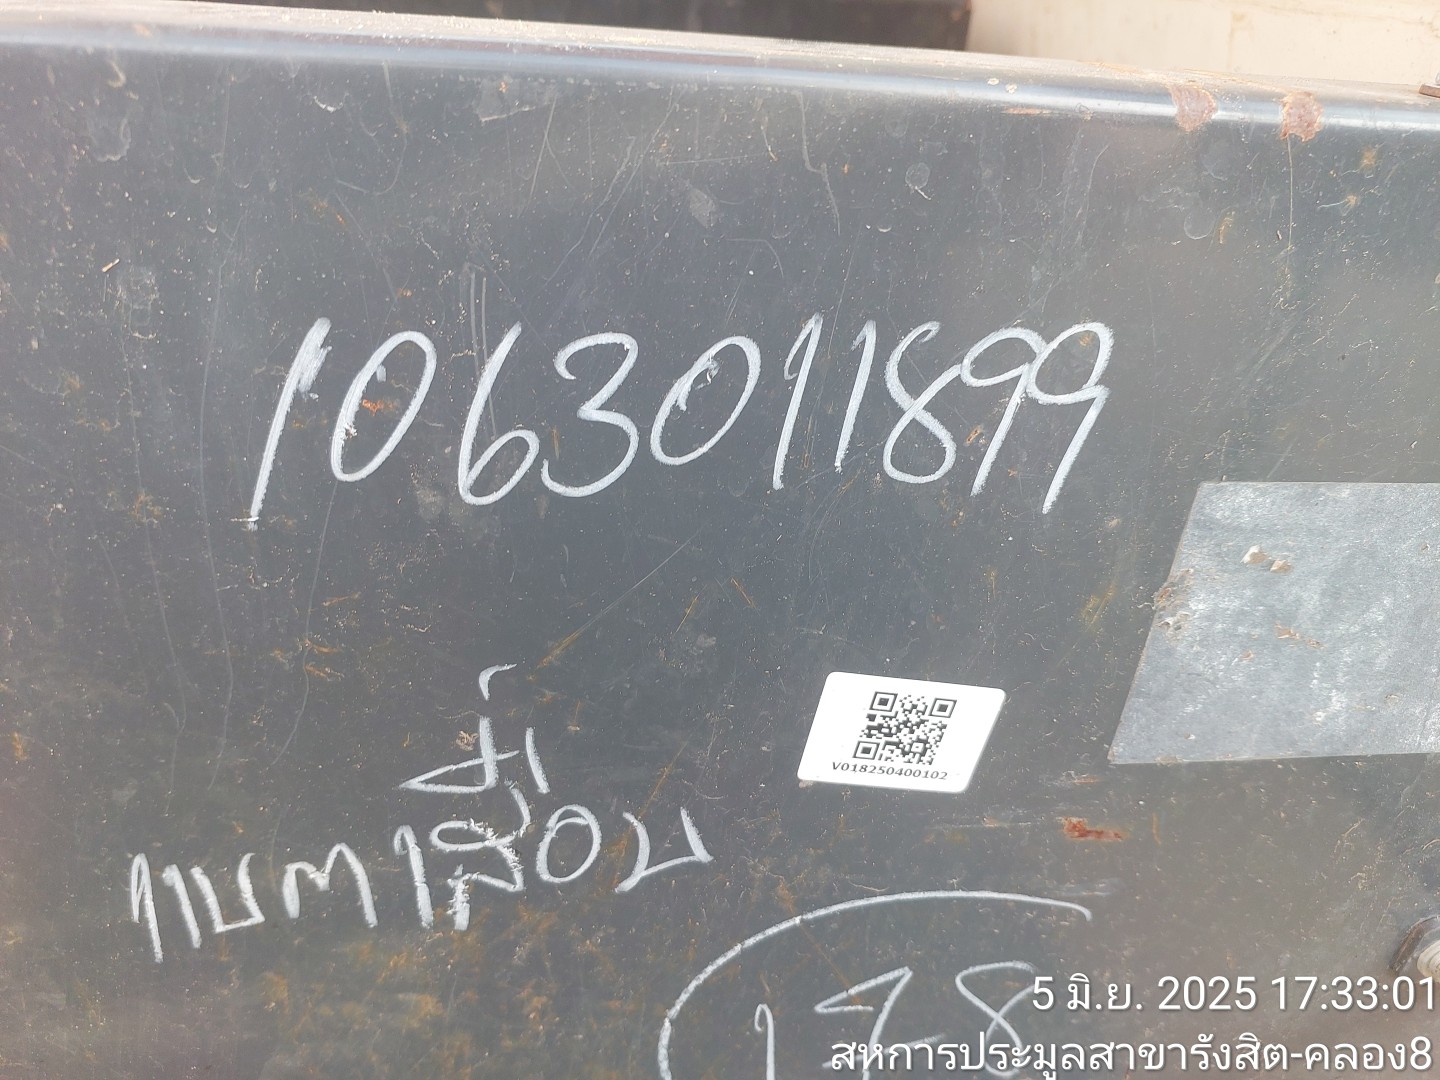 1063011899
V018250400102
แบตเสื่อม
148
5 มิ.ย. 2025 17:33:01
สหการประมูลสาขารังสิต-คลอง8